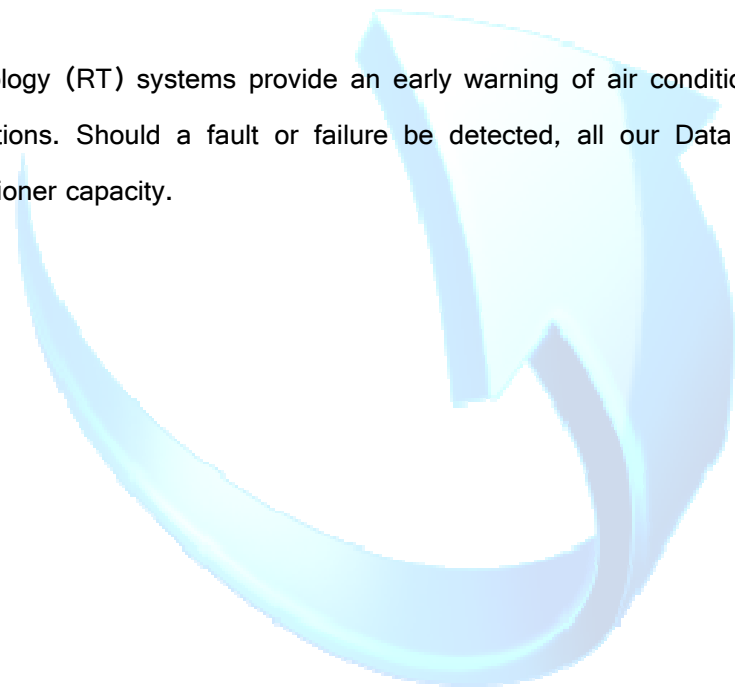 ology (RT) systems provide an early warning of air conditio
tions. Should a fault or failure be detected, all our Data
ioner capacity.